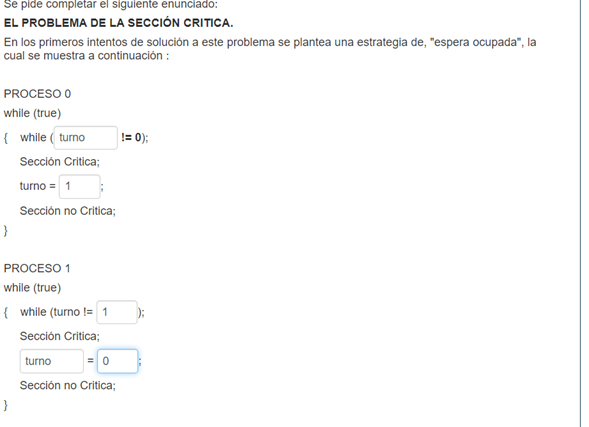 Se pide completar el siguiente enunciado:
EL PROBLEMA DE LA SECCIÓN CRITICA.
En los primeros intentos de solución a este problema se plantea una estrategia de, "espera ocupada", la
cual se muestra a continuación :
PROCESO 0
while (true)
{ while ( turno != 0);
Sección Critica;
turno = 1 ;
Sección no Critica;
}
PROCESO 1
while (true)
{ while (turno != 1 );
Sección Critica;
turno = 0 ;
Sección no Critica;
}